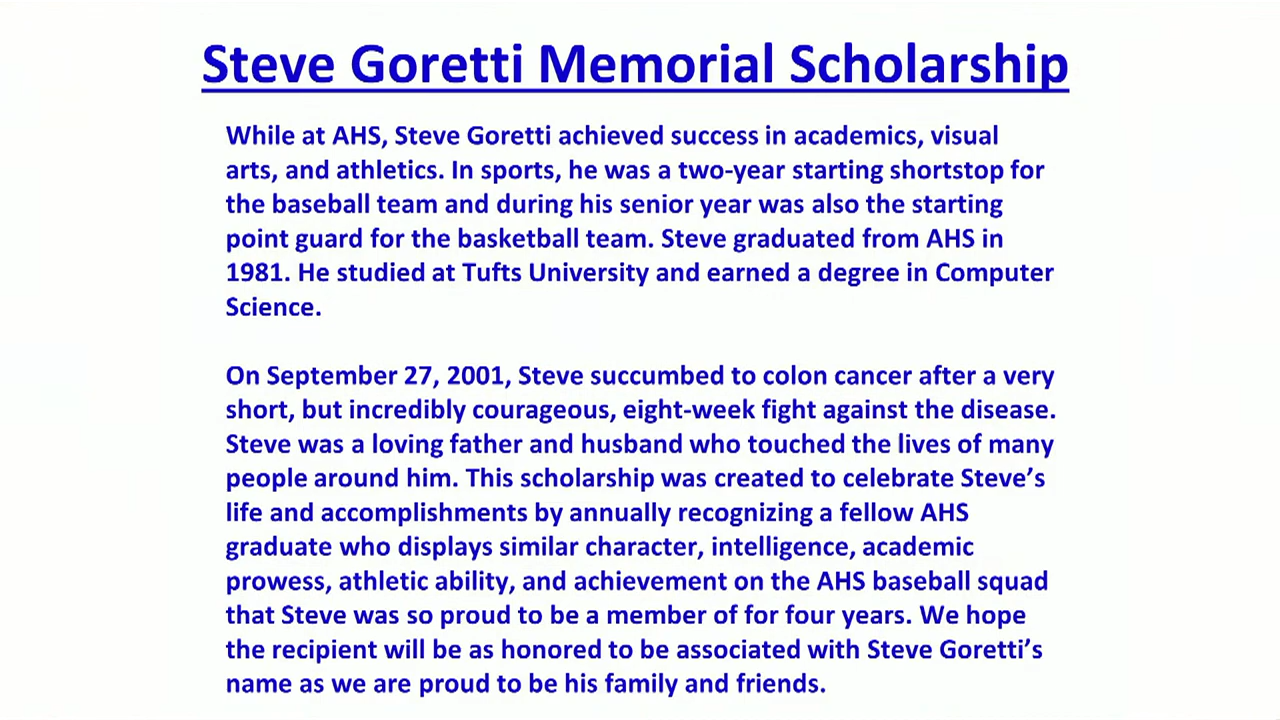 Steve Goretti Memorial Scholarship
While at AHS, Steve Goretti achieved success in academics, visual
arts, and athletics. In sports, he was a two-year starting shortstop for
the baseball team and during his senior year was also the starting
point guard for the basketball team. Steve graduated from AHS in
1981. He studied at Tufts University and earned a degree in Computer
Science.
On September 27, 2001, Steve succumbed to colon cancer after a very
short, but incredibly courageous, eight-week fight against the disease.
Steve was a loving father and husband who touched the lives of many
people around him. This scholarship was created to celebrate Steve’s
life and accomplishments by annually recognizing a fellow AHS
graduate who displays similar character, intelligence, academic
prowess, athletic ability, and achievement on the AHS baseball squad
that Steve was so proud to be a member of for four years. We hope
the recipient will be as honored to be associated with Steve Goretti’s
name as we are proud to be his family and friends.